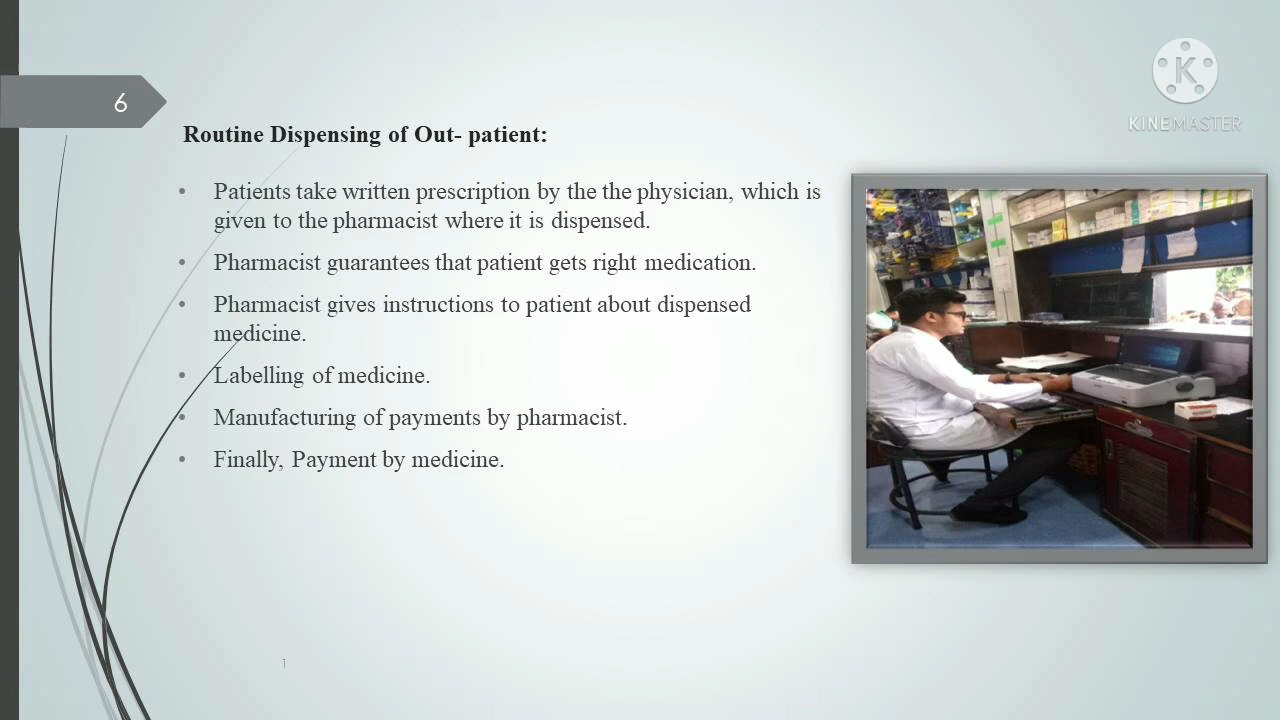 6
K
KINEMASTER
Routine Dispensing of Out- patient:
• Patients take written prescription by the the physician, which is
given to the pharmacist where it is dispensed.
• Pharmacist guarantees that patient gets right medication.
• Pharmacist gives instructions to patient about dispensed
medicine.
• Labelling of medicine.
• Manufacturing of payments by pharmacist.
• Finally, Payment by medicine.
1